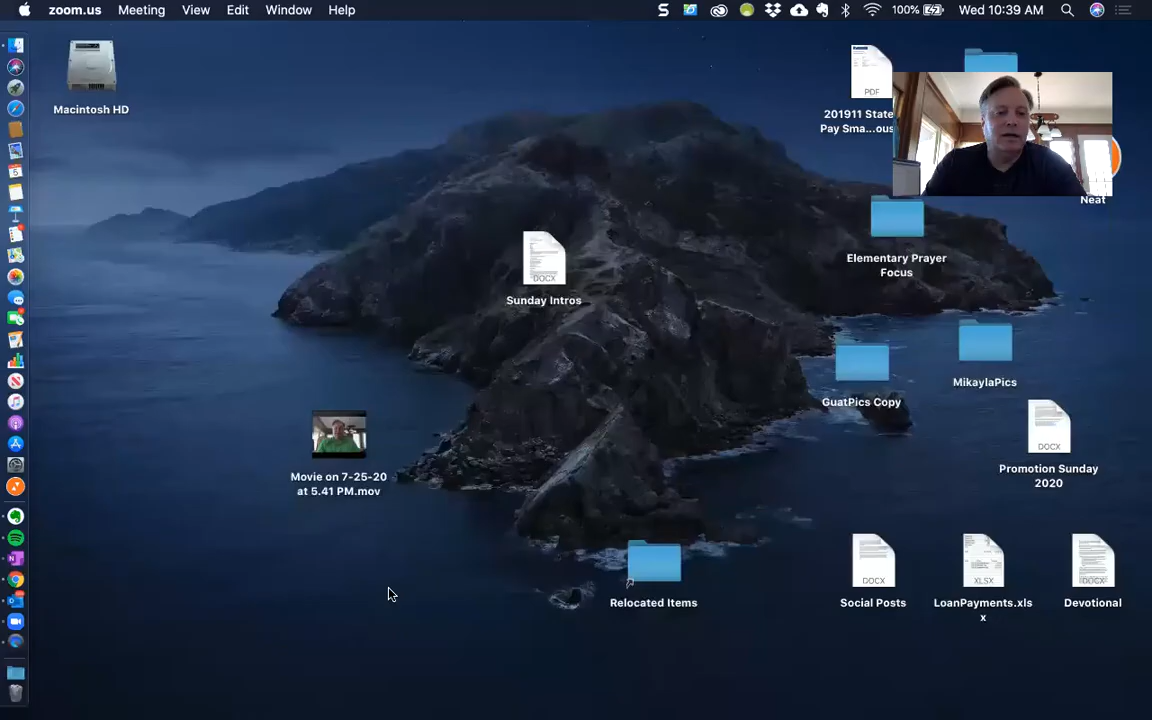 zoom.us Meeting View Edit Window Help 100% Wed 10:39 AM
Macintosh HD
PDF
201911 State
Pay Sma...ous
Neat
Elementary Prayer
Focus
DOCX
Sunday Intros
MikaylaPics
GuatPics Copy
DOCX
Promotion Sunday
2020
Movie on 7-25-20
at 5.41 PM.mov
Relocated Items
DOCX
Social Posts
XLSX
LoanPayments.xls
x
DOCX
Devotional